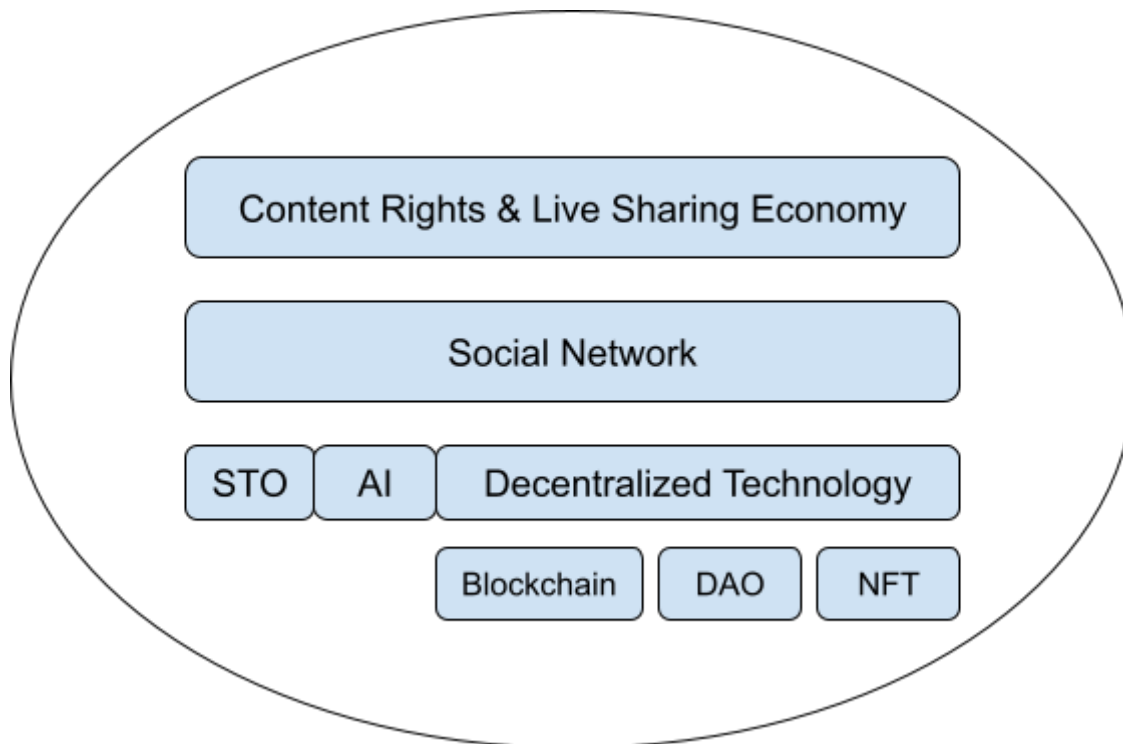 Content Rights & Live Sharing Economy
Social Network
STO AI Decentralized Technology
Blockchain DAO NFT